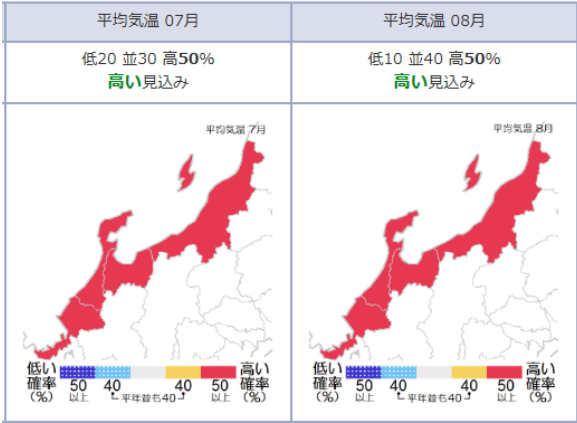 平均気温 07月
平均気温 08月
低20 並30 高50%
高い見込み
低10 並40 高50%
高い見込み
平均気温 7月
平均気温 8月
低い
確率
(%)
50
以上
40
平年並も40
40
50
以上
高い
確率
(%)
低い
確率
(%)
50
以上
40
平年並も40
40
50
以上
高い
確率
(%)